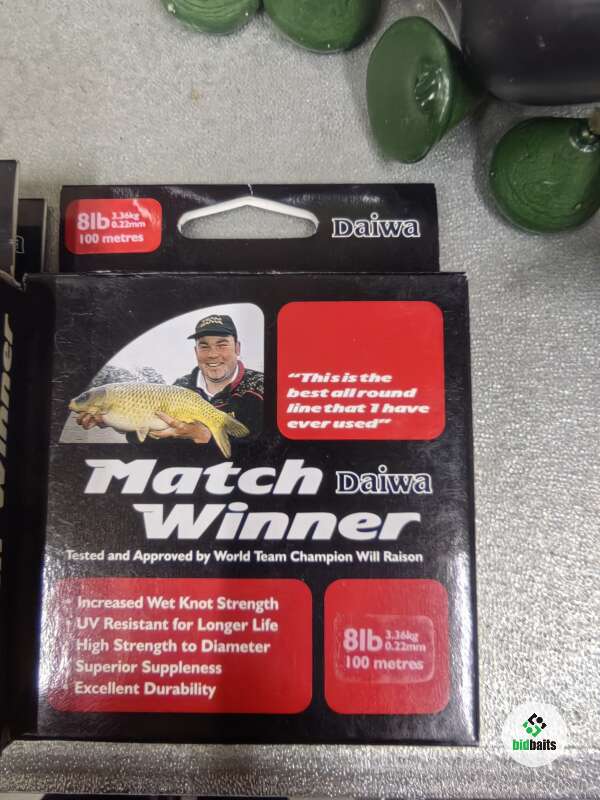 8lb 3.36kg
0.22mm
100 metres
Daiwa
"This is the
best all round
line that I have
ever used"
Match Daiwa
Winner
Tested and Approved by World Team Champion Will Raison
Increased Wet Knot Strength
• UV Resistant for Longer Life
High Strength to Diameter
Superior Suppleness
• Excellent Durability
8lb 3.36kg
0.22mm
100 metres
Winner
bidbaits